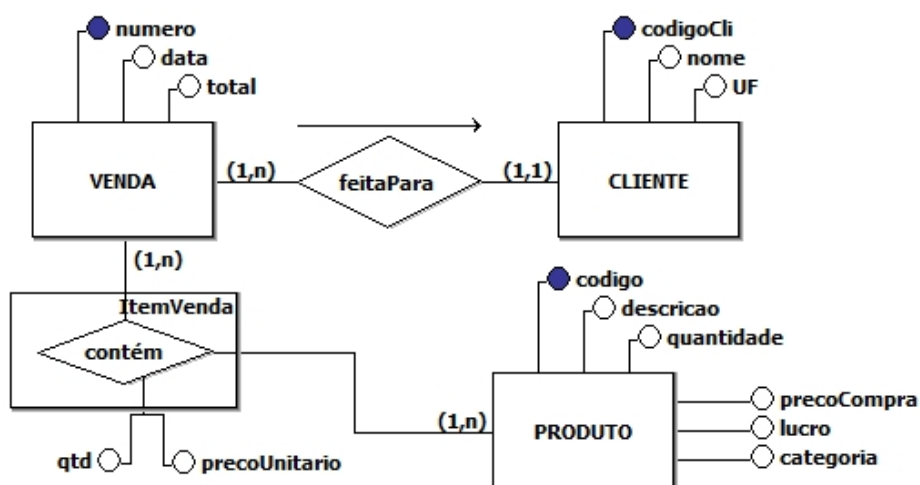 numero
data
total
codigoCli
nome
UF
VENDA
(1,n)
feitaPara
(1,1)
CLIENTE
(1,n)
ItemVenda
contém
qtd
precoUnitario
codigo
descricao
quantidade
(1,n)
PRODUTO
precoCompra
lucro
categoria